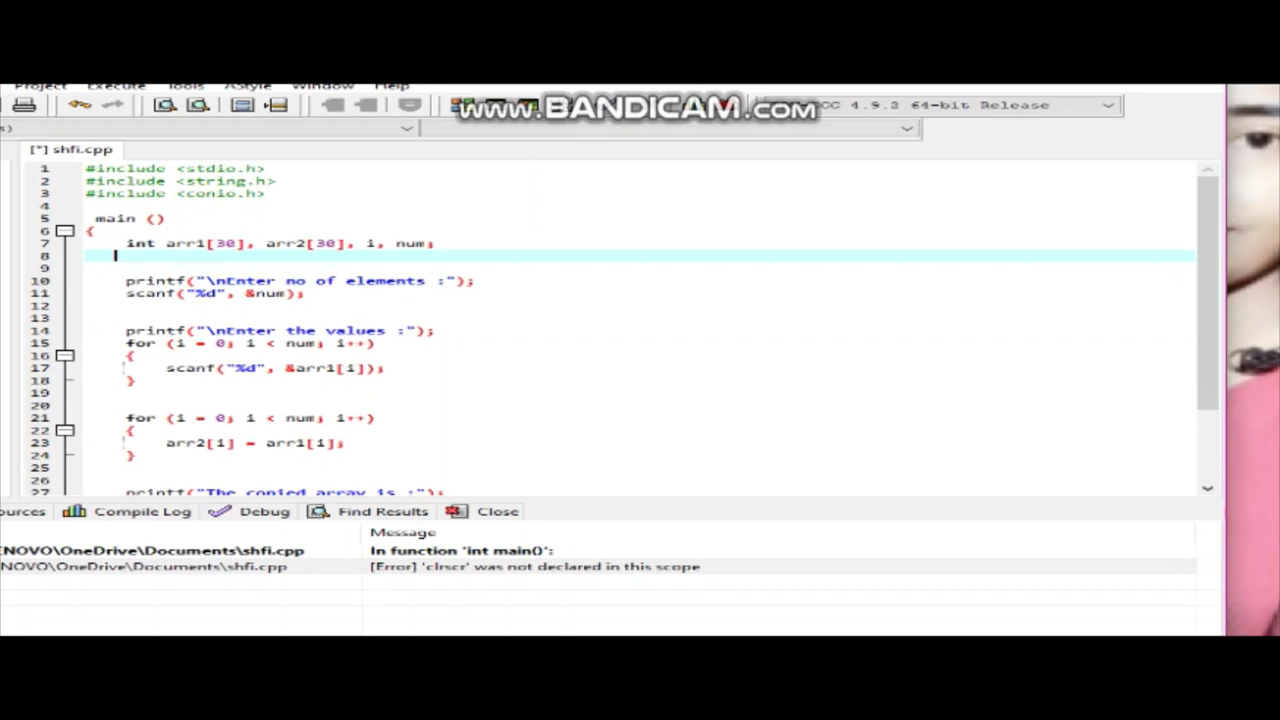 Project Execute Tools AStyle Window Help
www.BANDICAM.com
CC 4.9.2 64-bit Release
[*] shfi.cpp
1 #include <stdio.h>
2 #include <string.h>
3 #include <conio.h>
4
5 main ()
6 {
7 int arr1[30], arr2[30], i, num;
8
9
10 printf("\nEnter no of elements :");
11 scanf("%d", &num);
12
13
14 printf("\nEnter the values :");
15 for (i = 0; i < num; i++)
16 {
17 scanf("%d", &arr1[i]);
18 }
19
20
21 for (i = 0; i < num; i++)
22 {
23 arr2[i] = arr1[i];
24 }
25
26
27 printf("The copied array is :");
ources Compile Log Debug Find Results Close
Message
NOVO\OneDrive\Documents\shfi.cpp In function 'int main()':
NOVO\OneDrive\Documents\shfi.cpp [Error] 'clrscr' was not declared in this scope